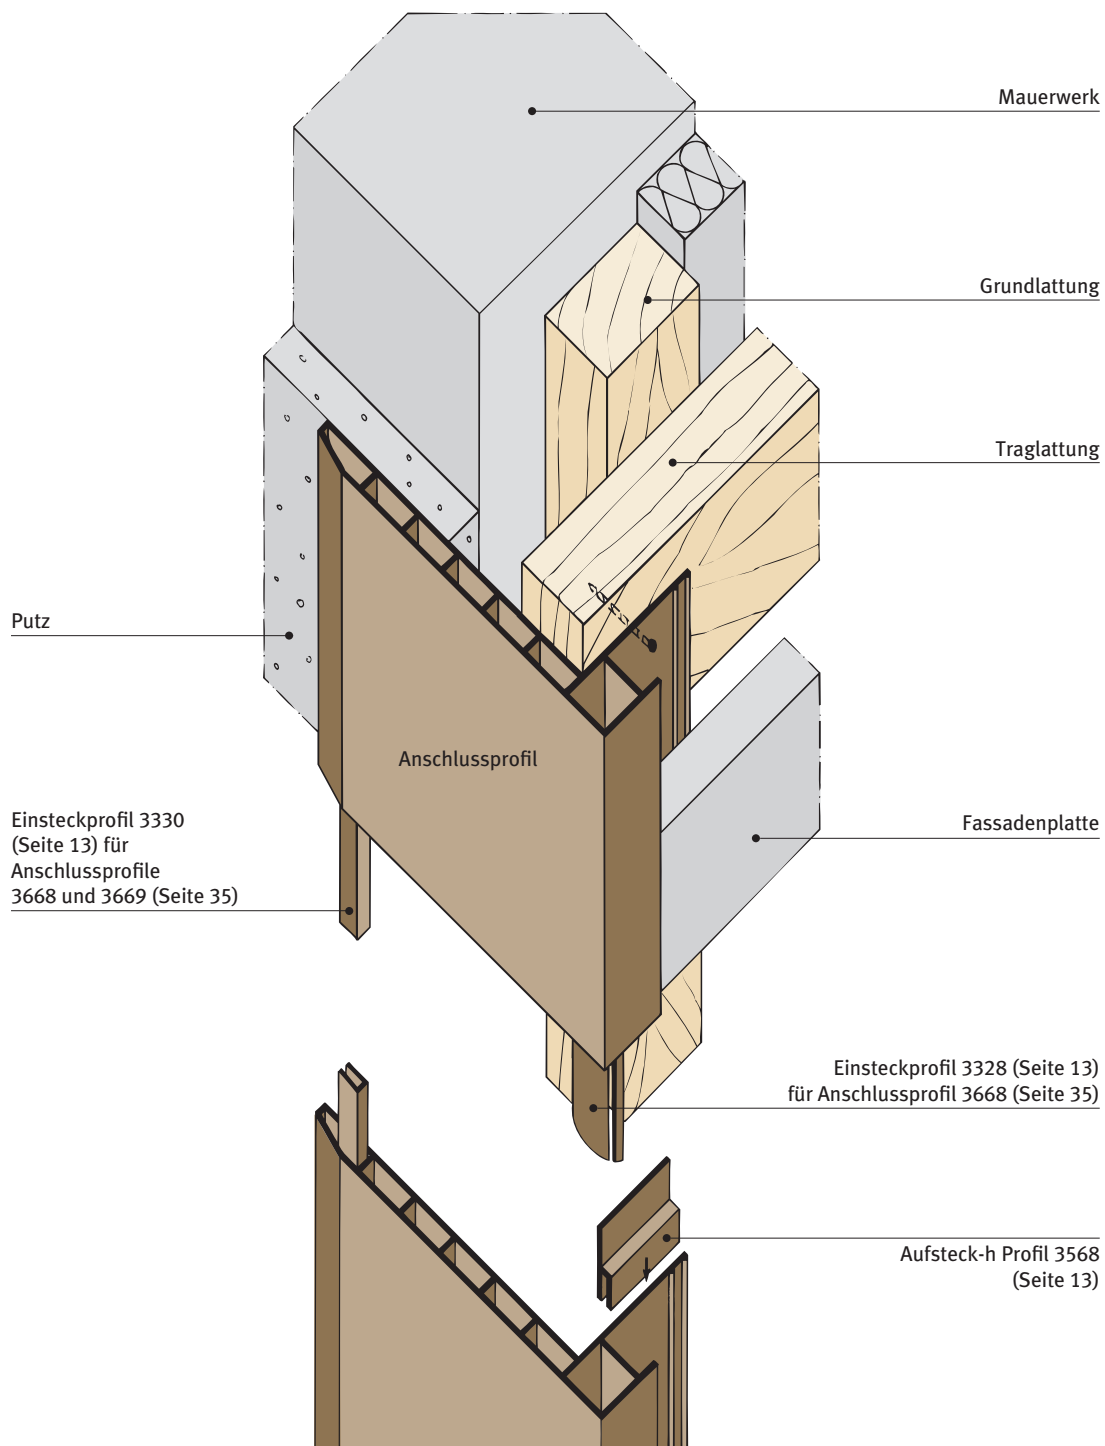 Mauerwerk
Grundlattung
Traglattung
Putz
Anschlussprofil
Einsteckprofil 3330
(Seite 13) für
Anschlussprofile
3668 und 3669 (Seite 35)
Fassadenplatte
Einsteckprofil 3328 (Seite 13)
für Anschlussprofil 3668 (Seite 35)
Aufsteck-h Profil 3568
(Seite 13)